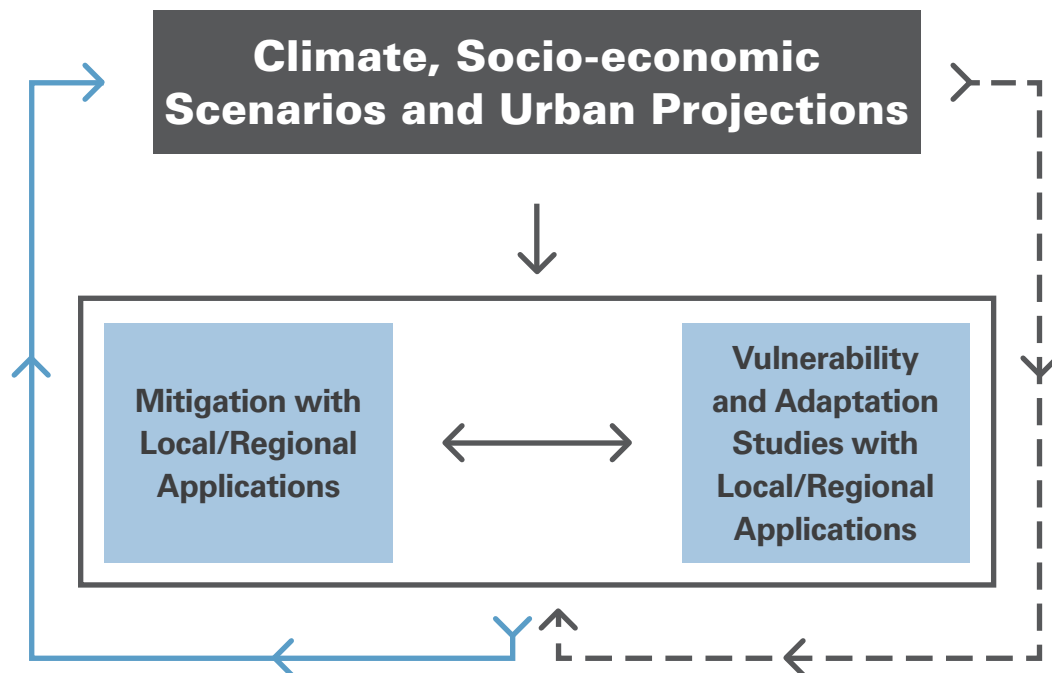 Climate, Socio-economic
Scenarios and Urban Projections
Mitigation with
Local/Regional
Applications
Vulnerability
and Adaptation
Studies with
Local/Regional
Applications